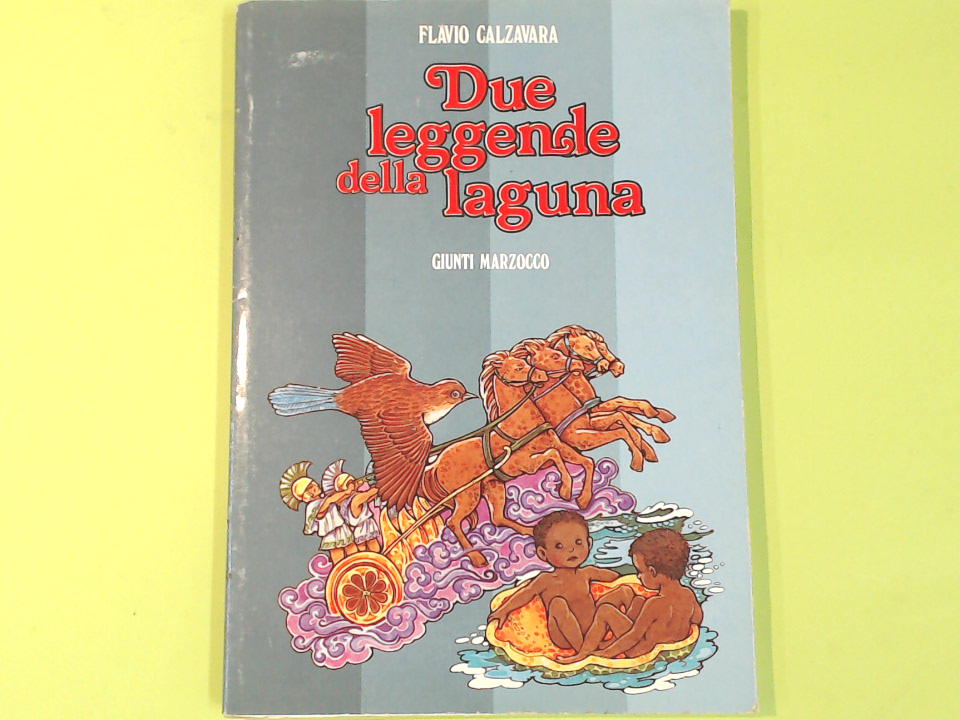 FLAVIO CALZAVARA
Due
leggende
della laguna
GIUNTI MARZOCCO